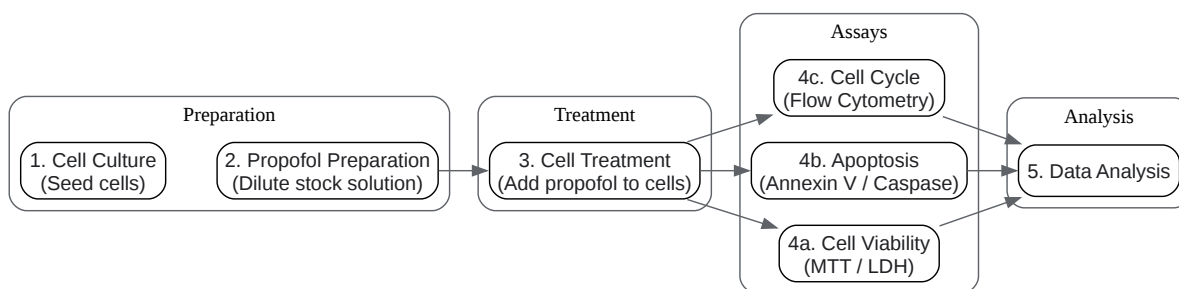 Preparation
1. Cell Culture
(Seed cells)
2. Propofol Preparation
(Dilute stock solution)
Treatment
3. Cell Treatment
(Add propofol to cells)
Assays
4c. Cell Cycle
(Flow Cytometry)
4b. Apoptosis
(Annexin V / Caspase)
4a. Cell Viability
(MTT / LDH)
Analysis
5. Data Analysis